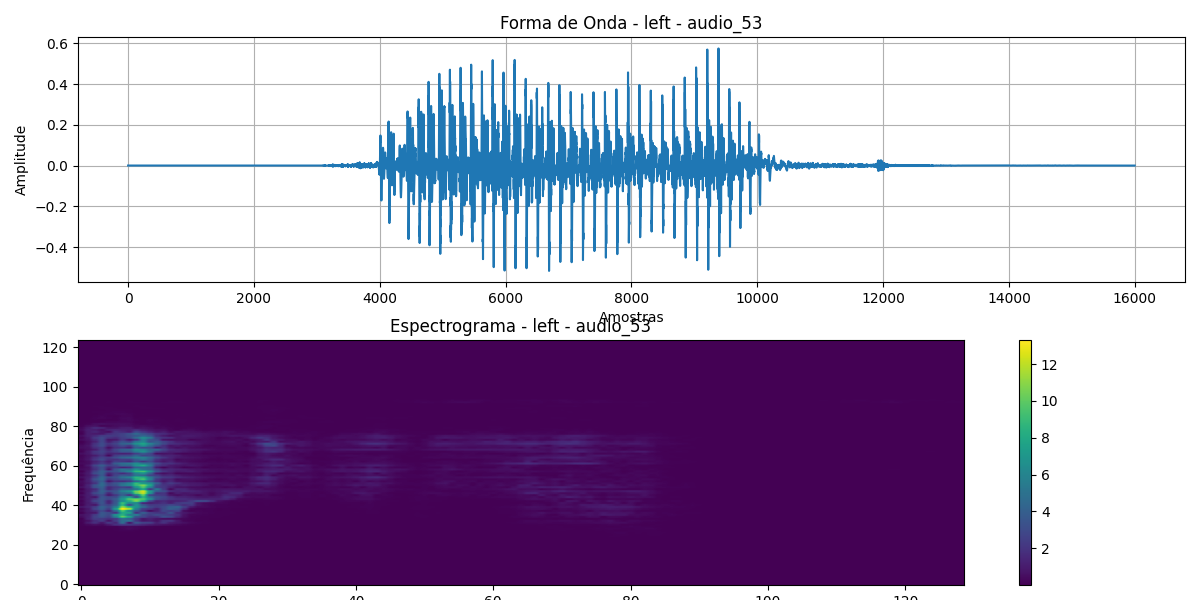 Forma de Onda - left - audio_53
0.6
0.4
0.2
0.0
−0.2
−0.4
Amplitude
0 2000 4000 6000 8000 10000 12000 14000 16000
Amostras
Espectrograma - left - audio_53
120
100
80
60
40
20
0
Frequência
0 20 40 60 80 100 120
12
10
8
6
4
2